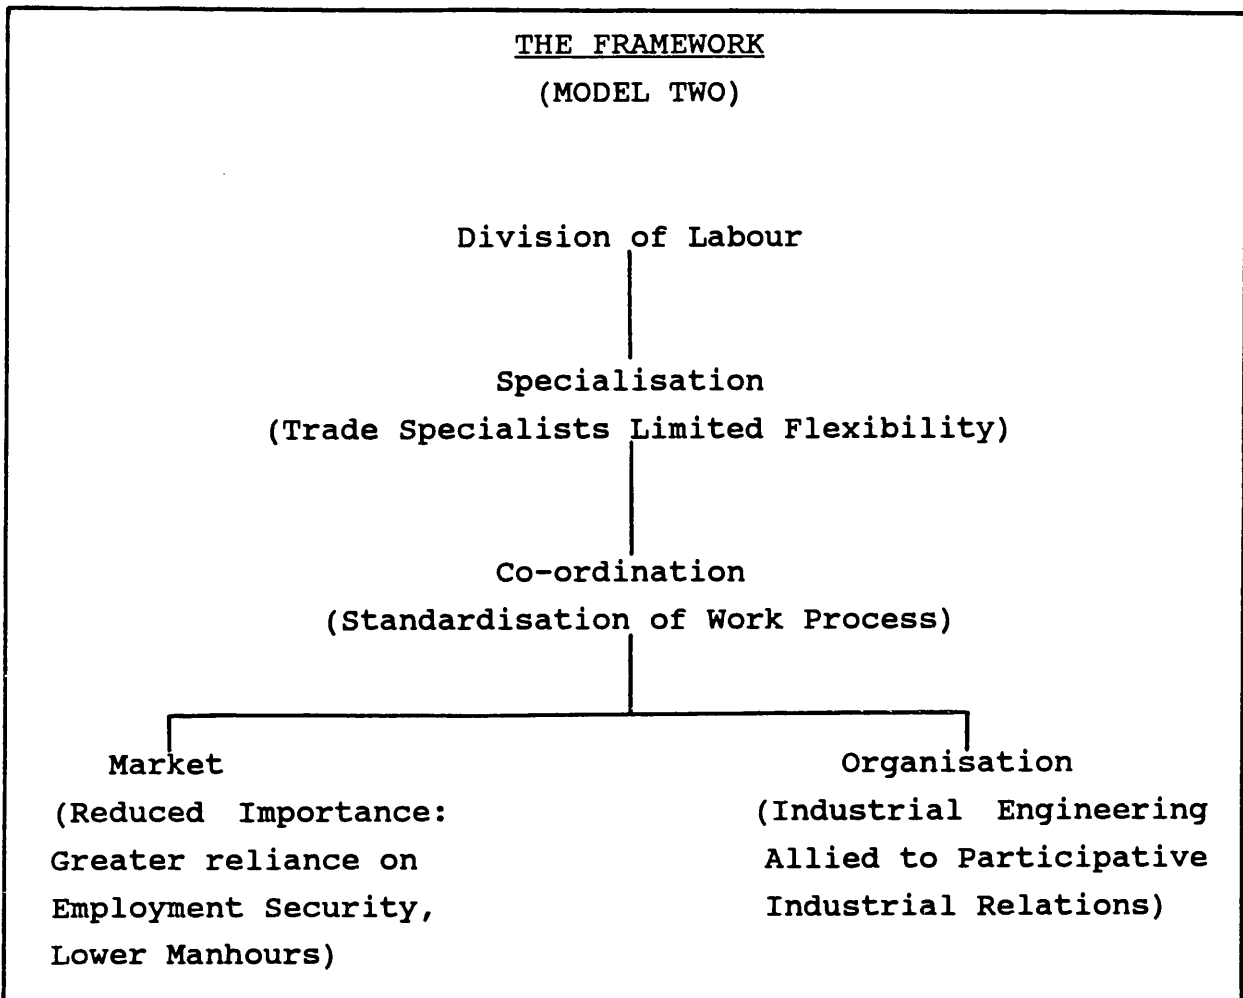 THE FRAMEWORK
(MODEL TWO)
Division of Labour
Specialisation
(Trade Specialists Limited Flexibility)
Co-ordination
(Standardisation of Work Process)
Market
(Reduced Importance:
Greater reliance on
Employment Security,
Lower Manhours)
Organisation
(Industrial Engineering
Allied to Participative
Industrial Relations)